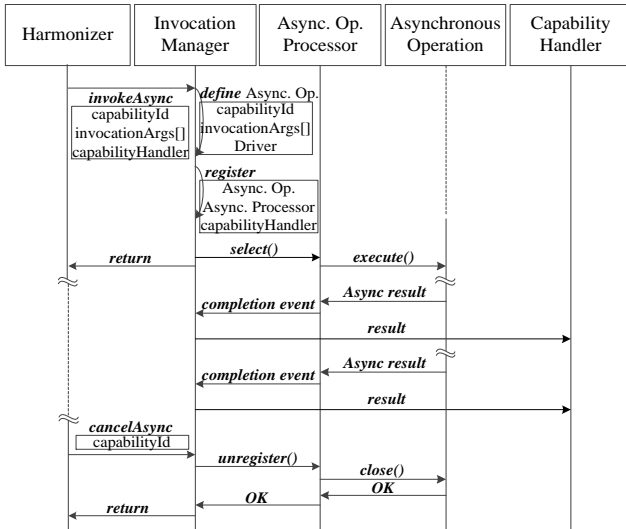 Harmonizer
Invocation
Manager
Async. Op.
Processor
Asynchronous
Operation
Capability
Handler
invokeAsync
capabilityId
invocationArgs[]
capabilityHandler
define Async. Op.
capabilityId
invocationArgs[]
Driver
register
Async. Op.
Async. Processor
capabilityHandler
return
select()
execute()
Async result
completion event
result
Async result
completion event
result
cancelAsync
capabilityId
unregister()
close()
OK
OK
return